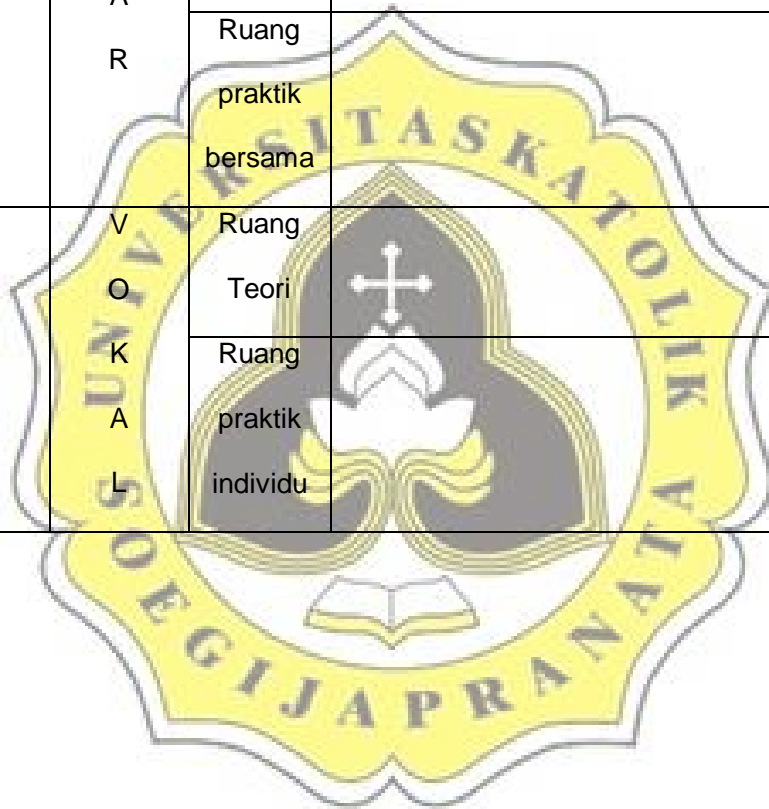 A
R
Ruang
praktik
bersama
V
O
K
A
L
Ruang
Teori
Ruang
praktik
individu
UNIVERSITAS KATOLIK
SOEGIJAPRANATA